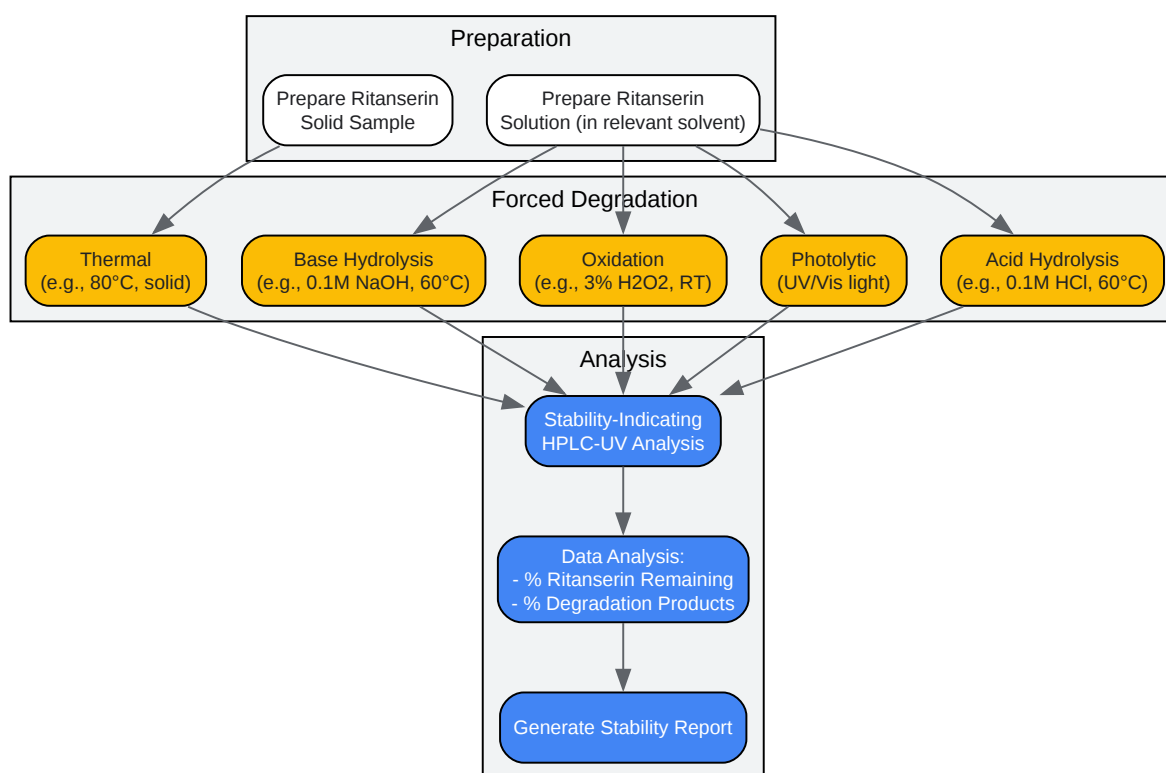 Preparation
Prepare Ritanserin
Solid Sample
Prepare Ritanserin
Solution (in relevant solvent)
Forced Degradation
Thermal
(e.g., 80°C, solid)
Base Hydrolysis
(e.g., 0.1M NaOH, 60°C)
Oxidation
(e.g., 3% H2O2, RT)
Photolytic
(UV/Vis light)
Acid Hydrolysis
(e.g., 0.1M HCl, 60°C)
Analysis
Stability-Indicating
HPLC-UV Analysis
Data Analysis:
- % Ritanserin Remaining
- % Degradation Products
Generate Stability Report